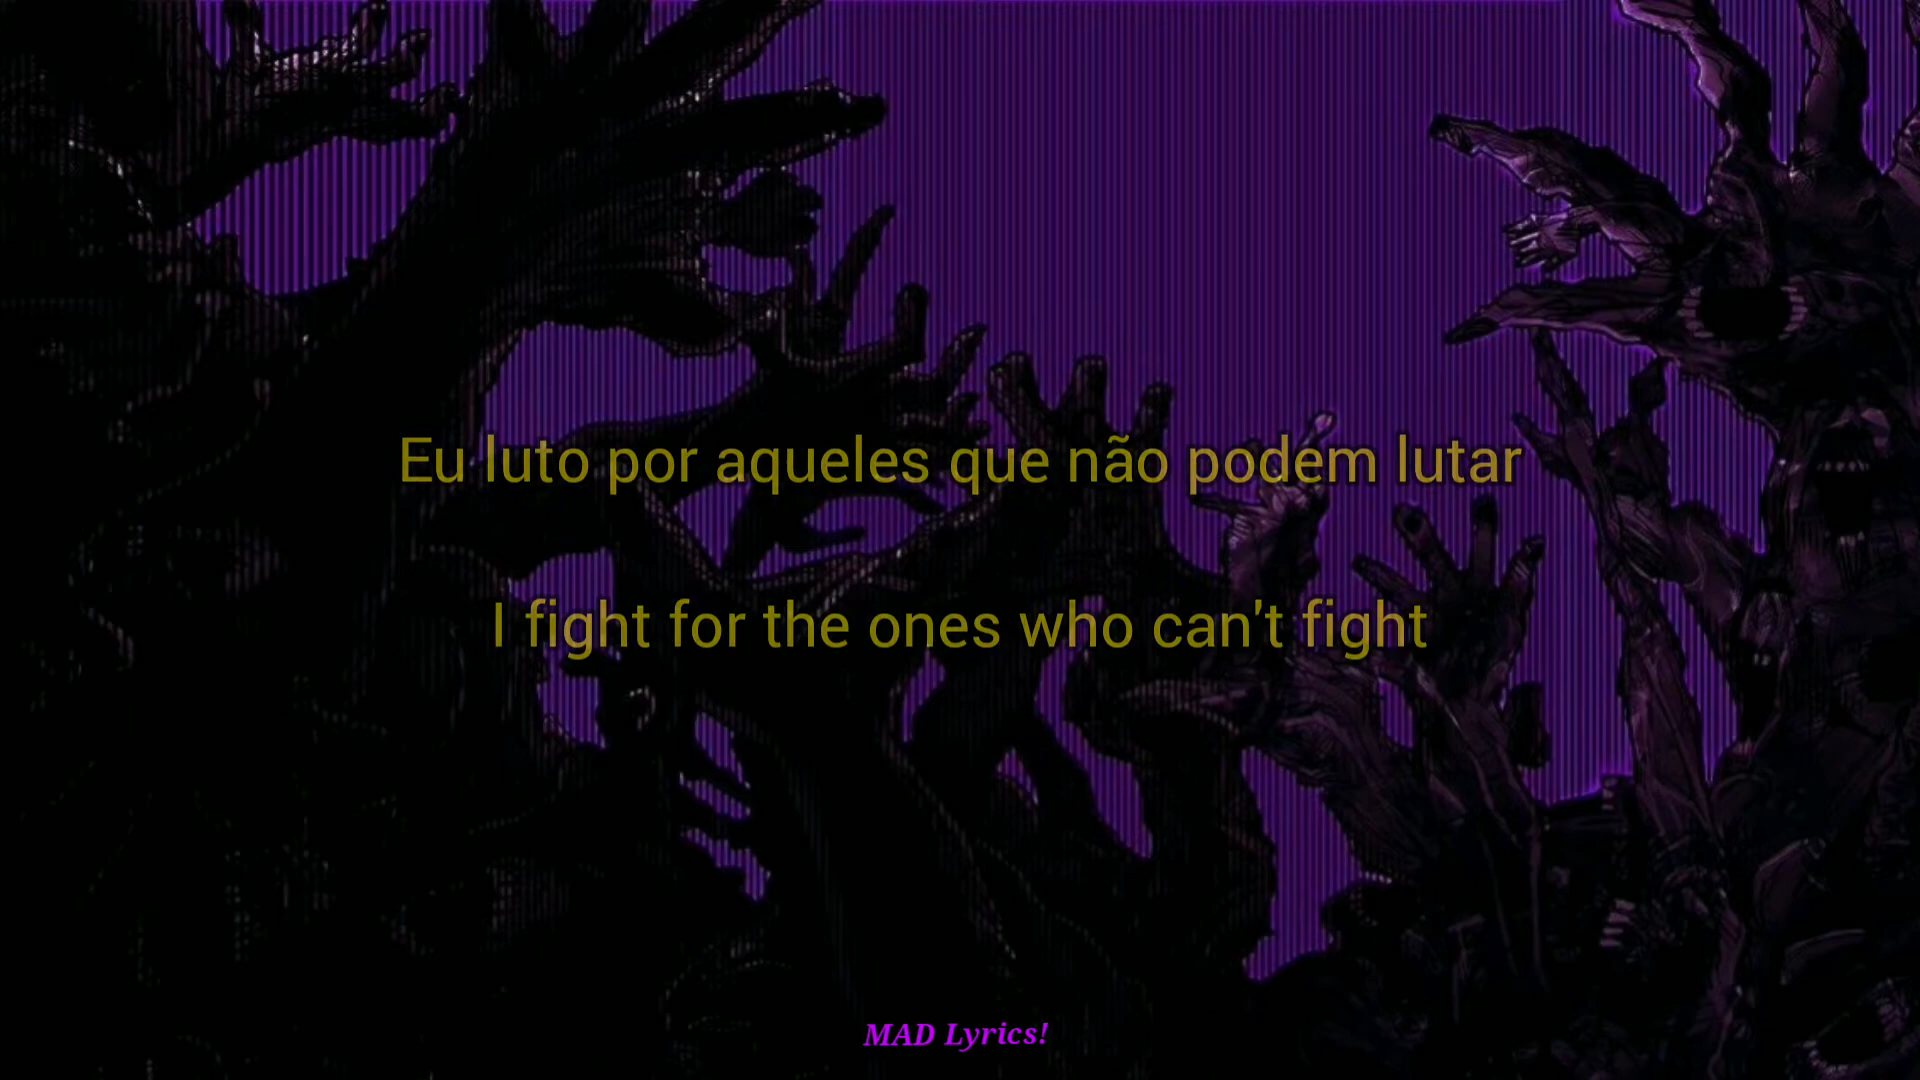 Eu luto por aqueles que não podem lutar
I fight for the ones who can't fight
MAD Lyrics!